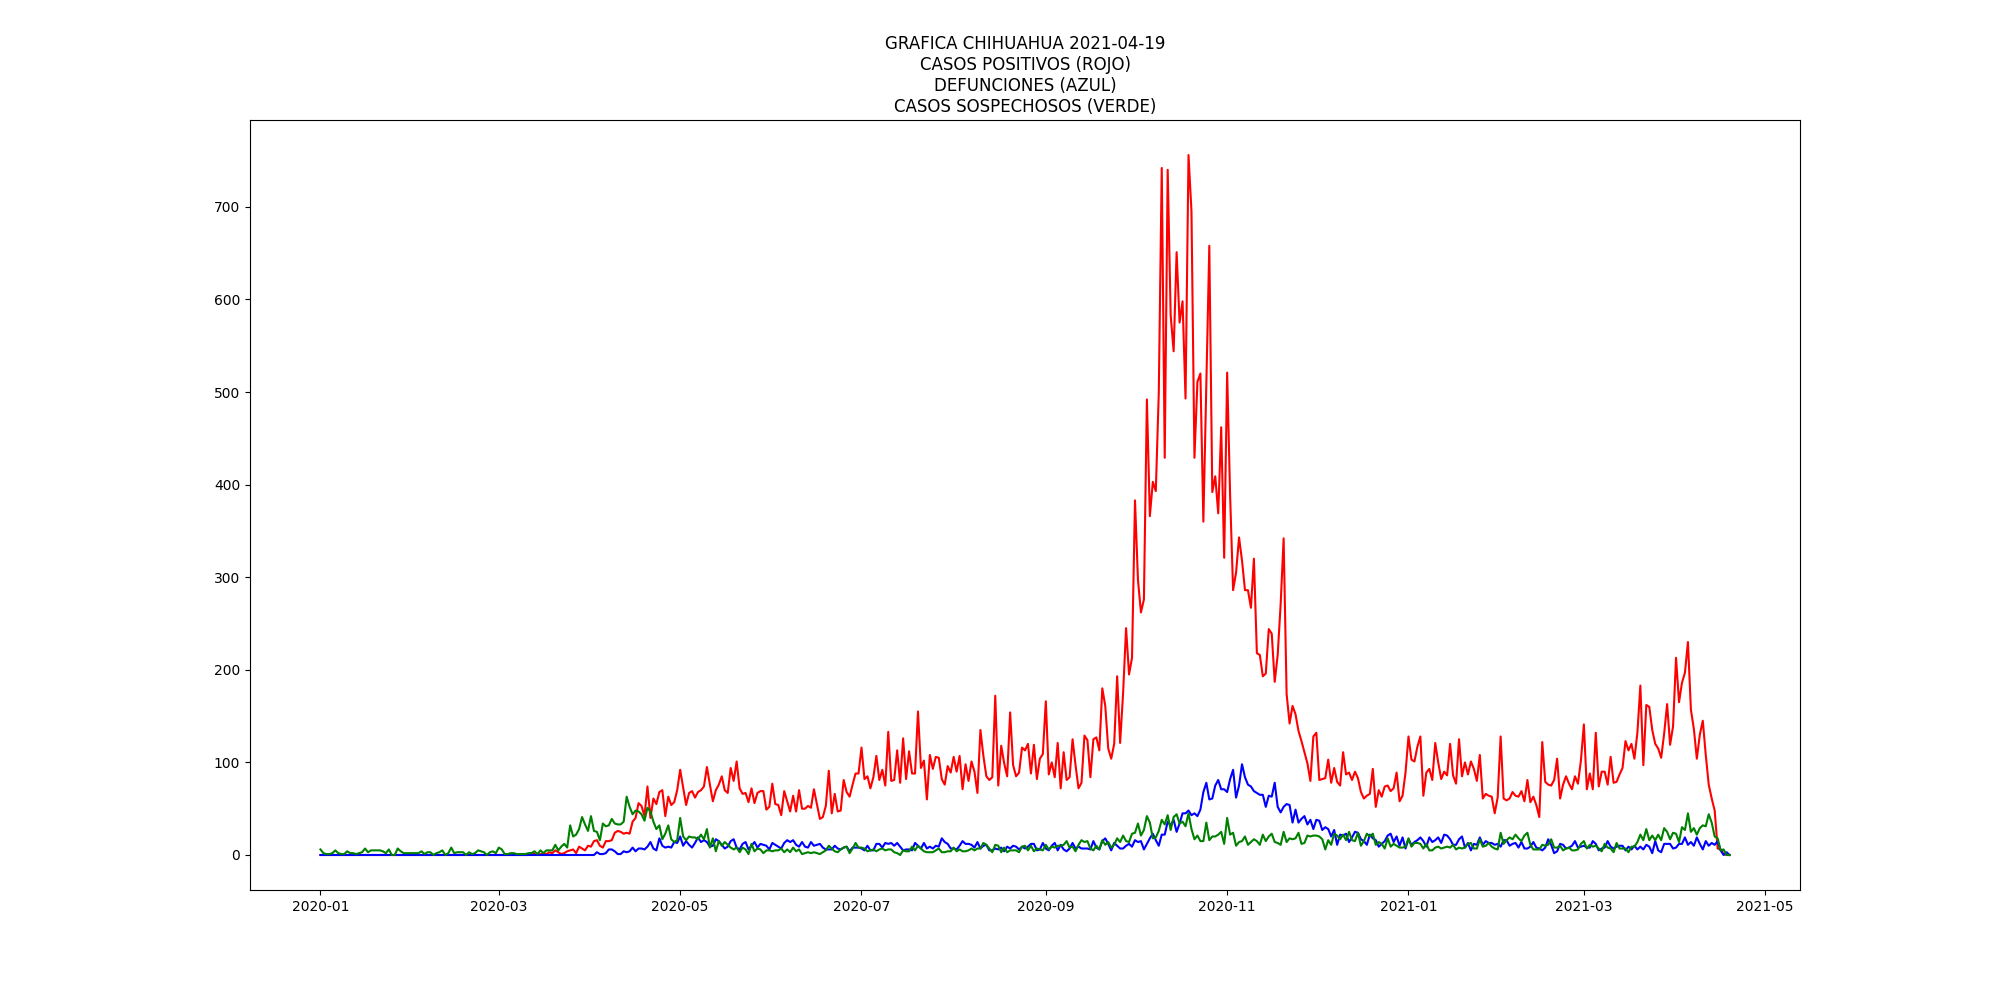 GRAFICA CHIHUAHUA 2021-04-19
CASOS POSITIVOS (ROJO)
DEFUNCIONES (AZUL)
CASOS SOSPECHOSOS (VERDE)
700
600
500
400
300
200
100
0
2020-01 2020-03 2020-05 2020-07 2020-09 2020-11 2021-01 2021-03 2021-05